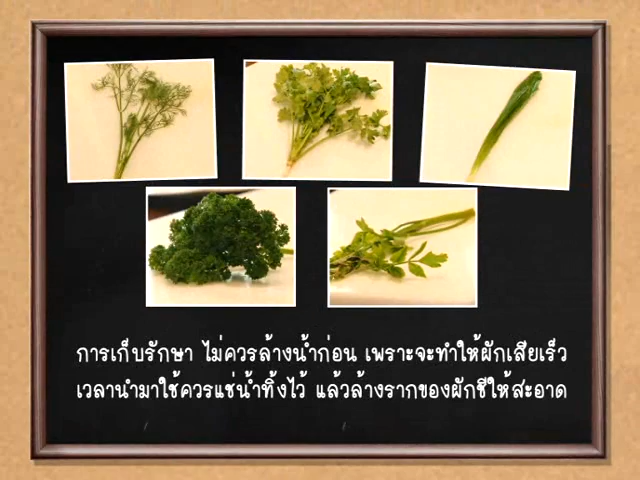 การเก็บรักษา ไม่ควรล้างน้ำก่อน เพราะจะทำให้ผักเสียเร็ว
เวลานำมาใช้ควรแช่น้ำทิ้งไว้ แล้วล้างรากของผักชีให้สะอาด